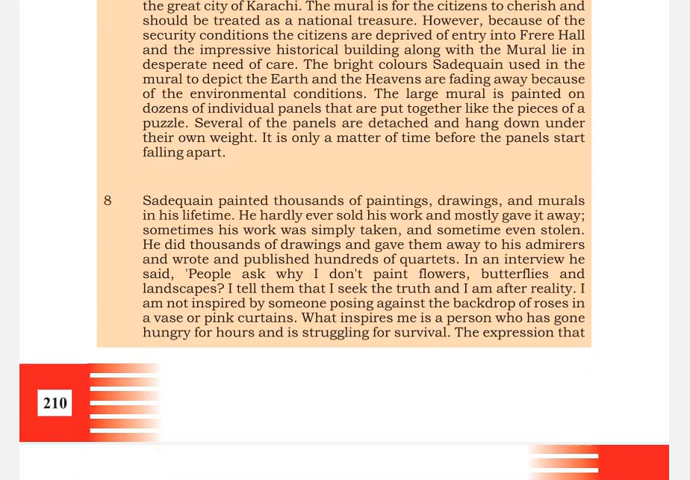 the great city of Karachi. The mural is for the citizens to cherish and
should be treated as a national treasure. However, because of the
security conditions the citizens are deprived of entry into Frere Hall
and the impressive historical building along with the Mural lie in
desperate need of care. The bright colours Sadequain used in the
mural to depict the Earth and the Heavens are fading away because
of the environmental conditions. The large mural is painted on
dozens of individual panels that are put together like the pieces of a
puzzle. Several of the panels are detached and hang down under
their own weight. It is only a matter of time before the panels start
falling apart.
8 Sadequain painted thousands of paintings, drawings, and murals
in his lifetime. He hardly ever sold his work and mostly gave it away;
sometimes his work was simply taken, and sometime even stolen.
He did thousands of drawings and gave them away to his admirers
and wrote and published hundreds of quartets. In an interview he
said, 'People ask why I don't paint flowers, butterflies and
landscapes? I tell them that I seek the truth and I am after reality. I
am not inspired by someone posing against the backdrop of roses in
a vase or pink curtains. What inspires me is a person who has gone
hungry for hours and is struggling for survival. The expression that
210